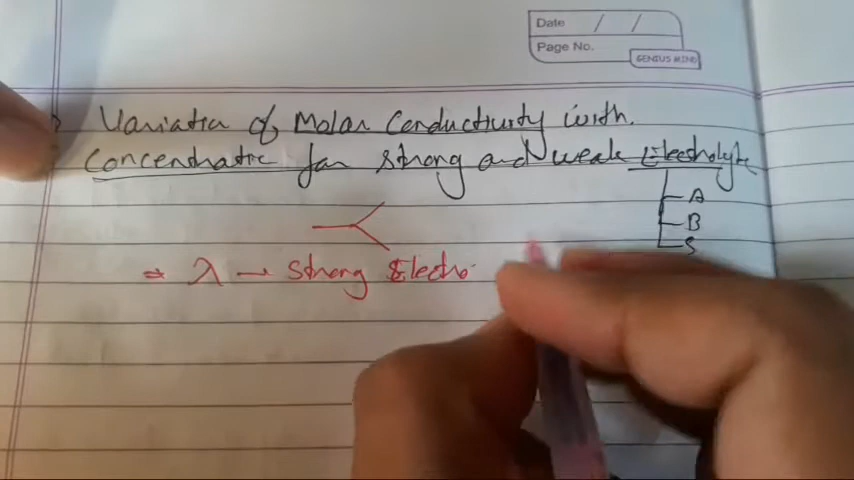 Date / /
Page No.
GENIUS MIND
Variation of Molar Conductivity with
Concentration for strong and weak Electrolyte
A
B
S
⇒ λ → Strong Electro